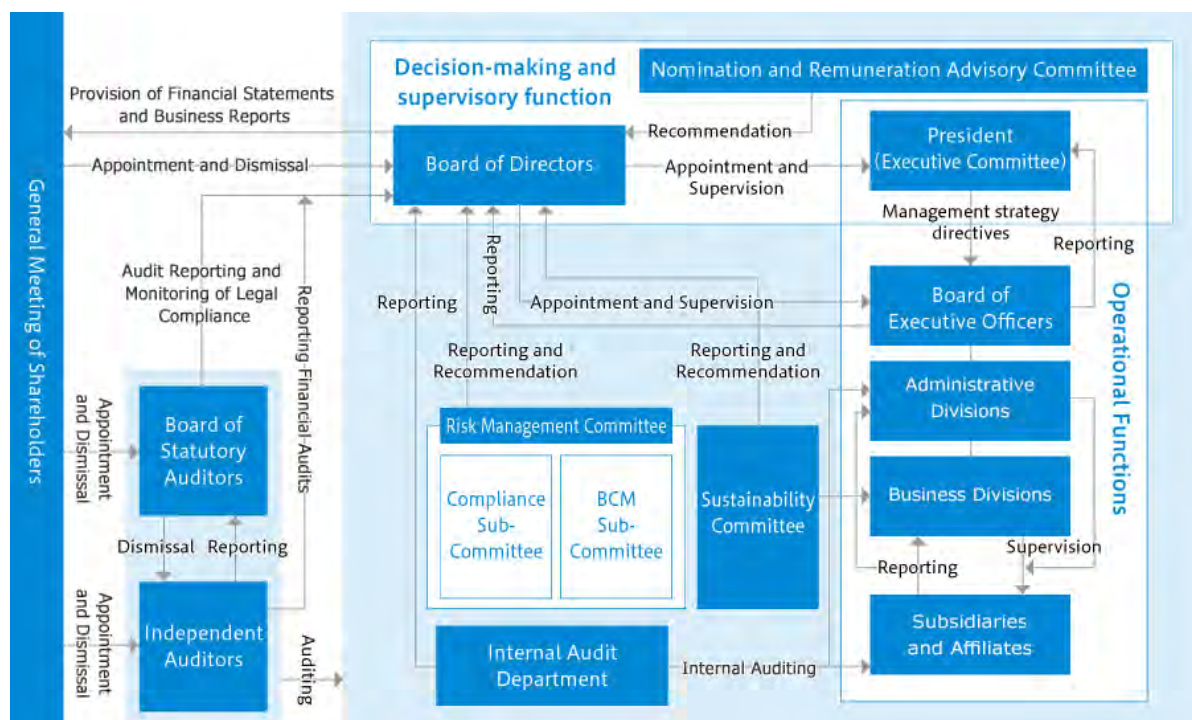 General Meeting of Shareholders
Provision of Financial Statements
and Business Reports
Appointment and Dismissal
Audit Reporting and
Monitoring of Legal
Compliance
Reporting-Financial-Audits
Appointment
and Dismissal
Board of
Statutory
Auditors
Dismissal
Reporting
Appointment
and Dismissal
Independent
Auditors
Auditing
Decision-making and
supervisory function
Nomination and Remuneration Advisory Committee
Recommendation
Board of Directors
Appointment and
Supervision
President
(Executive Committee)
Management strategy
directives
Reporting
Reporting
Reporting
Appointment and Supervision
Board of
Executive Officers
Operational Functions
Reporting and
Recommendation
Reporting and
Recommendation
Administrative
Divisions
Risk Management Committee
Compliance
Sub-
Committee
BCM
Sub-
Committee
Sustainability
Committee
Business Divisions
Supervision
Reporting
Subsidiaries
and Affiliates
Internal Audit
Department
Internal Auditing